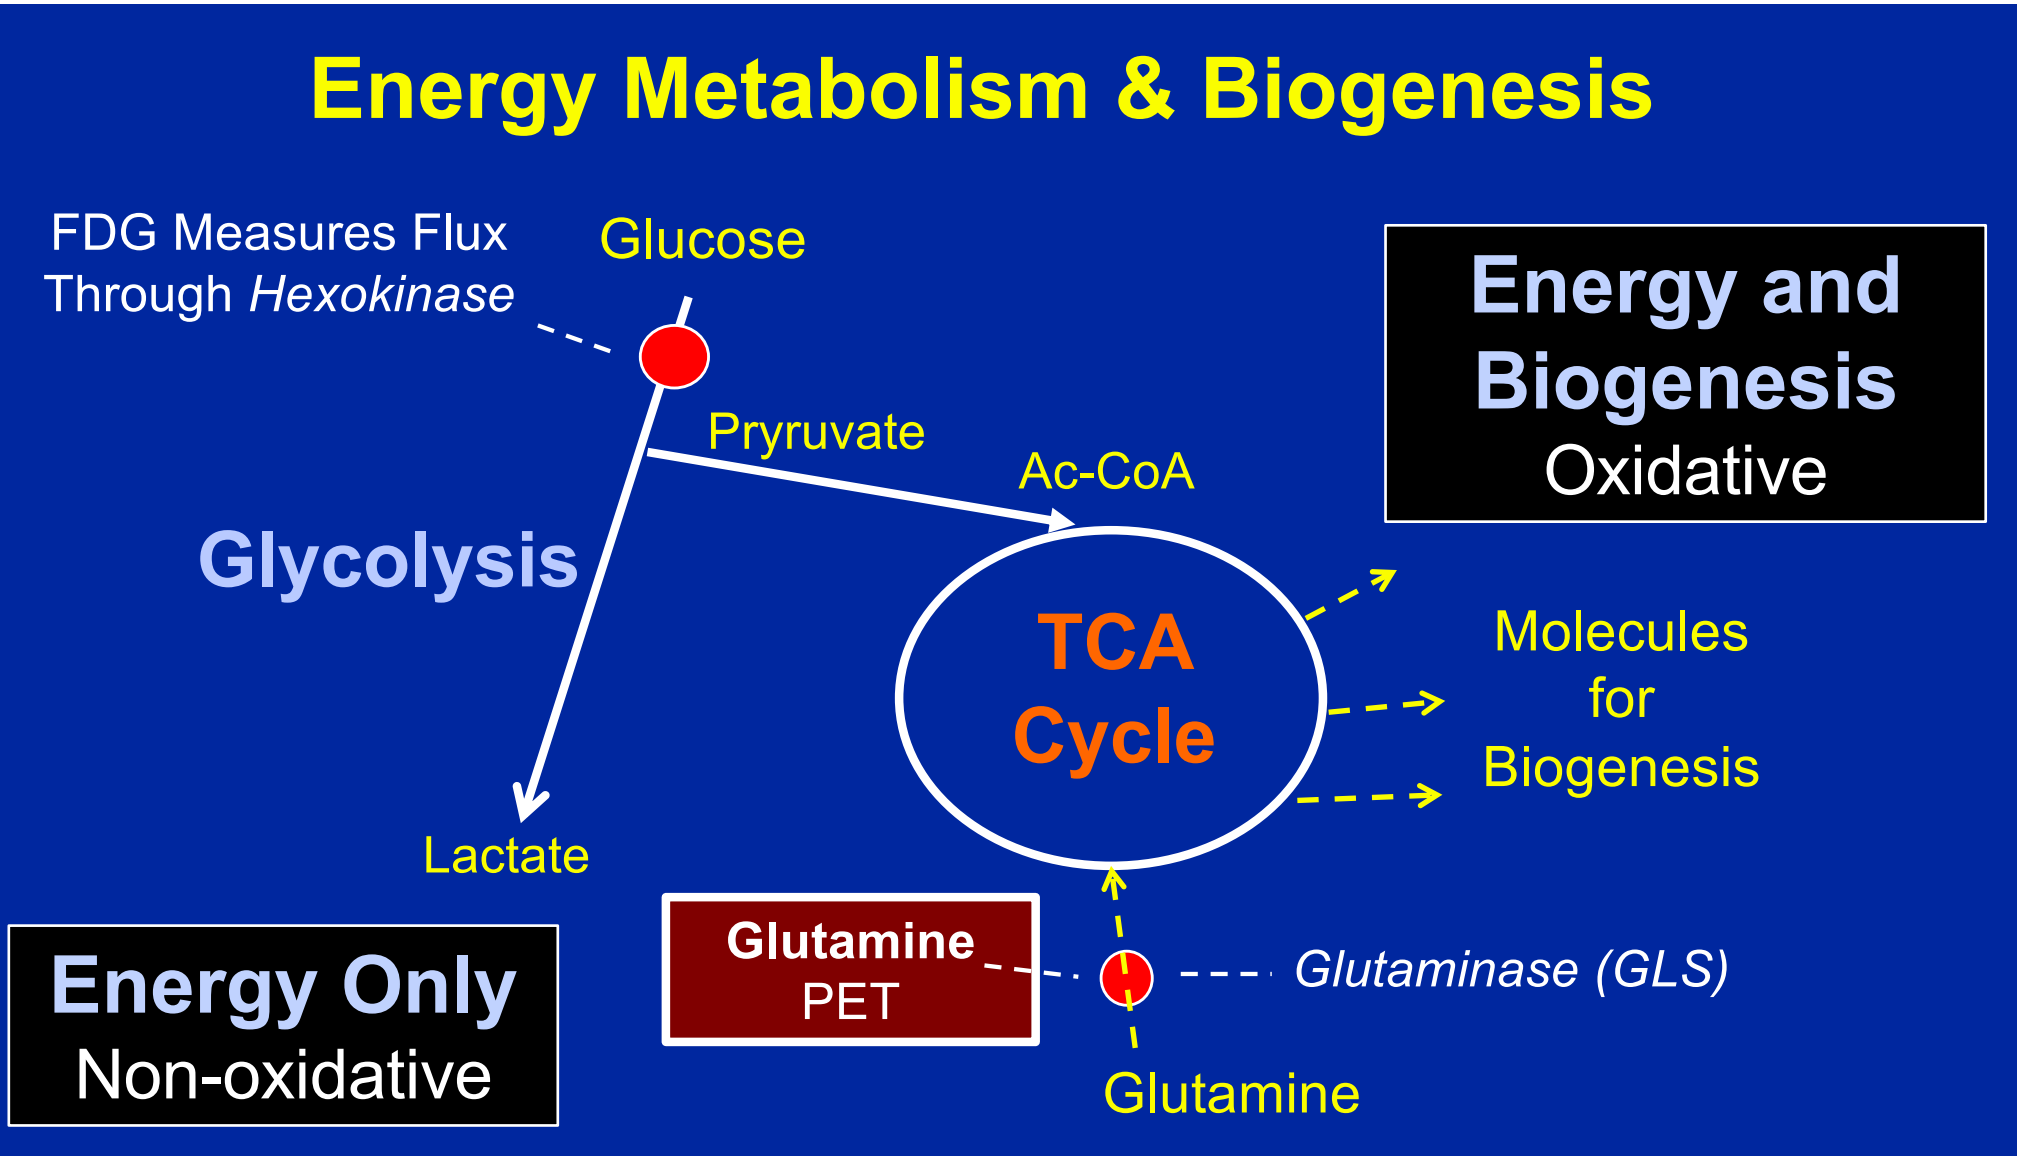 Energy Metabolism & Biogenesis
FDG Measures Flux
Through Hexokinase
Glucose
Energy and
Biogenesis
Oxidative
Pryruvate
Ac-CoA
Glycolysis
TCA
Cycle
Molecules
for
Biogenesis
Lactate
Glutamine
PET
Glutaminase (GLS)
Energy Only
Non-oxidative
Glutamine